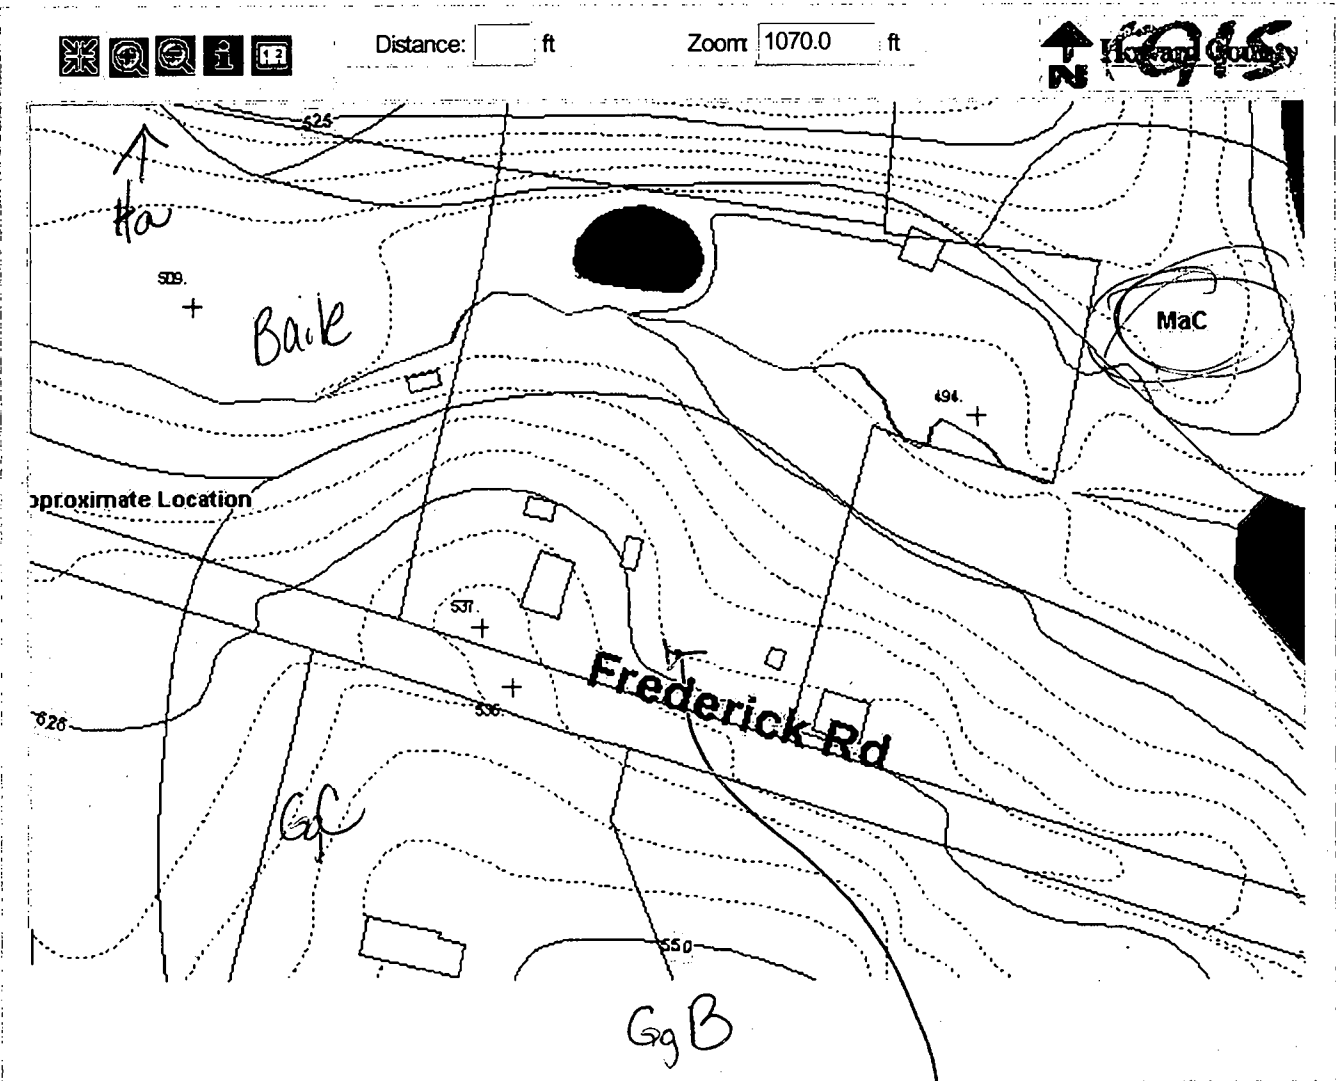 Distance: ft Zoom: 1070.0 ft N Howard County GIS
525
Ha
509.
Baile
MaC
494.
pproximate Location
537.
Frederick Rd
536.
GgC
550
GgB